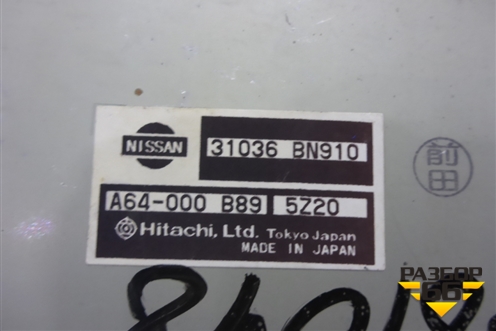 NISSAN
31036 BN910
A64-000 B89 5Z20
Hitachi, Ltd. Tokyo Japan
MADE IN JAPAN
前田
РАЗБОР
66